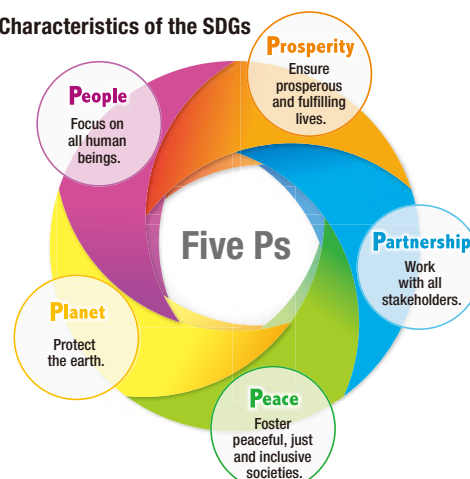 Characteristics of the SDGs
Prosperity
Ensure
prosperous
and fulfilling
lives.
People
Focus on
all human
beings.
Five Ps
Partnership
Work
with all
stakeholders.
Planet
Protect
the earth.
Peace
Foster
peaceful, just
and inclusive
societies.